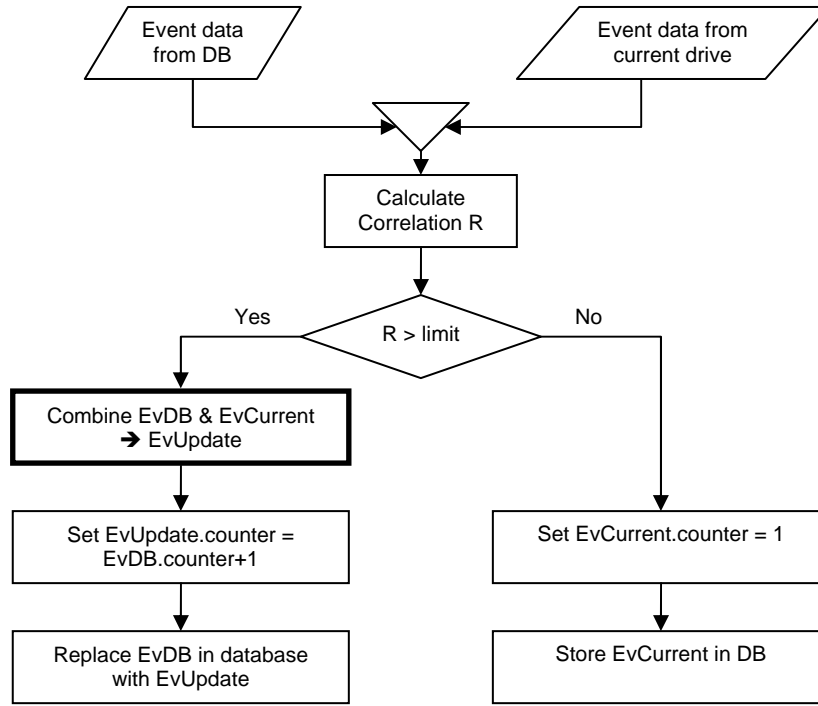 Event data
from DB
Event data from
current drive
Calculate
Correlation R
Yes
R > limit
No
Combine EvDB & EvCurrent
➔ EvUpdate
Set EvUpdate.counter =
EvDB.counter+1
Set EvCurrent.counter = 1
Replace EvDB in database
with EvUpdate
Store EvCurrent in DB